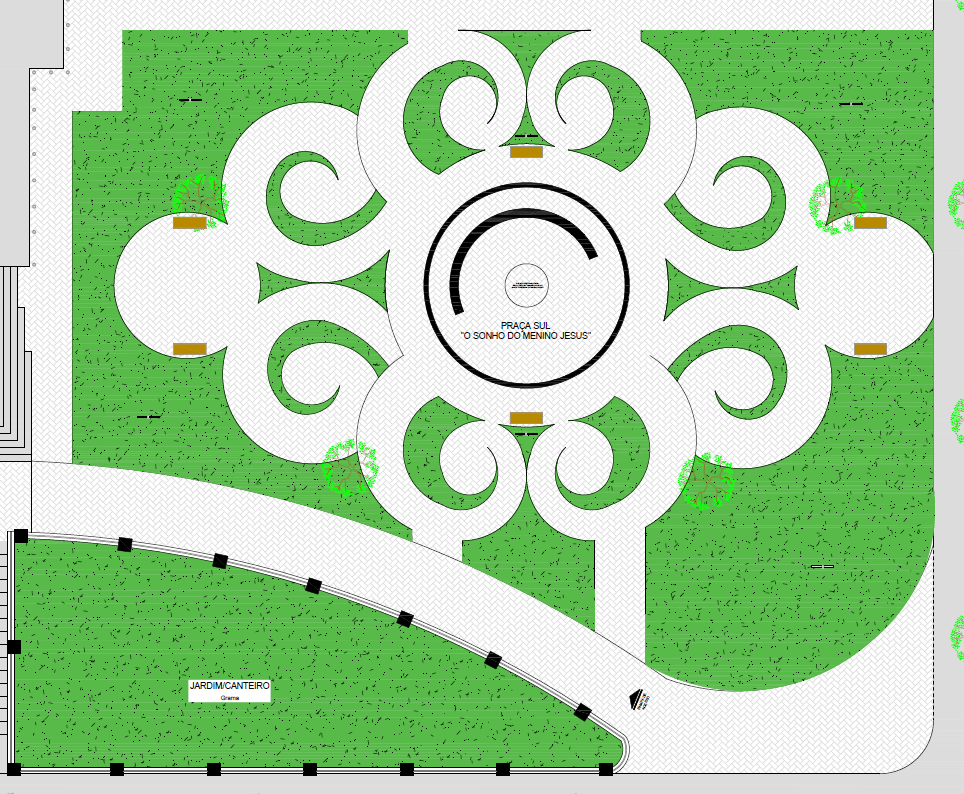 PRAÇA SUL
"O SONHO DO MENINO JESUS"
JARDIM/CANTEIRO
Grama